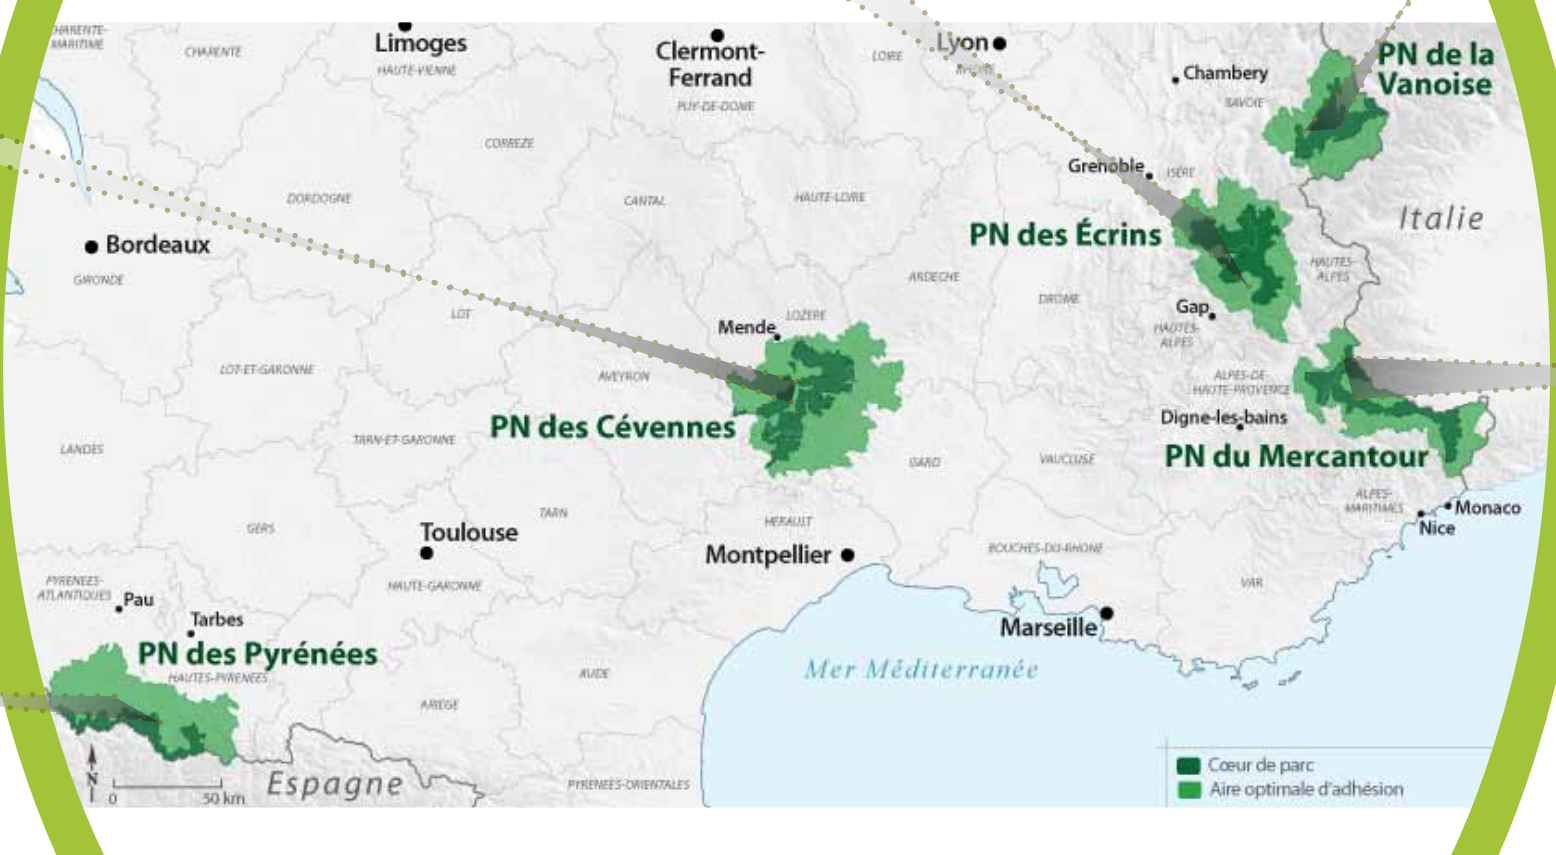 CHARENTE-
MARITIME
CHARENTE
Limoges
HAUTE-VIENNE
Clermont-
Ferrand
PUY-DE-DOME
LOIRE
Lyon
RHÔNE
Chambery
SAVOIE
PN de la
Vanoise
CORREZE
Grenoble
ISÈRE
DORDOGNE
CANTAL
HAUTE-LOIRE
Italie
Bordeaux
GIRONDE
PN des Écrins
HAUTES-
ALPES
ARDECHE
DROME
LOT
Mende
LOZERE
Gap
HAUTES-
ALPES
LOT-ET-GARONNE
AVEYRON
ALPES-DE-
HAUTE-PROVENCE
Digne-les-bains
PN des Cévennes
TARN-ET-GARONNE
LANDES
GARD
VAUCLUSE
PN du Mercantour
ALPES-
MARITIMES
Monaco
Nice
GERS
TARN
HERAULT
Toulouse
Montpellier
BOUCHES-DU-RHONE
VAR
PYRENEES-
ATLANTIQUES
Pau
HAUTE-GARONNE
Tarbes
Marseille
PN des Pyrénées
HAUTES-PYRENEES
Mer Méditerranée
AUDE
ARIEGE
N
0
50 km
Espagne
PYRENEES-ORIENTALES
Cœur de parc
Aire optimale d'adhésion